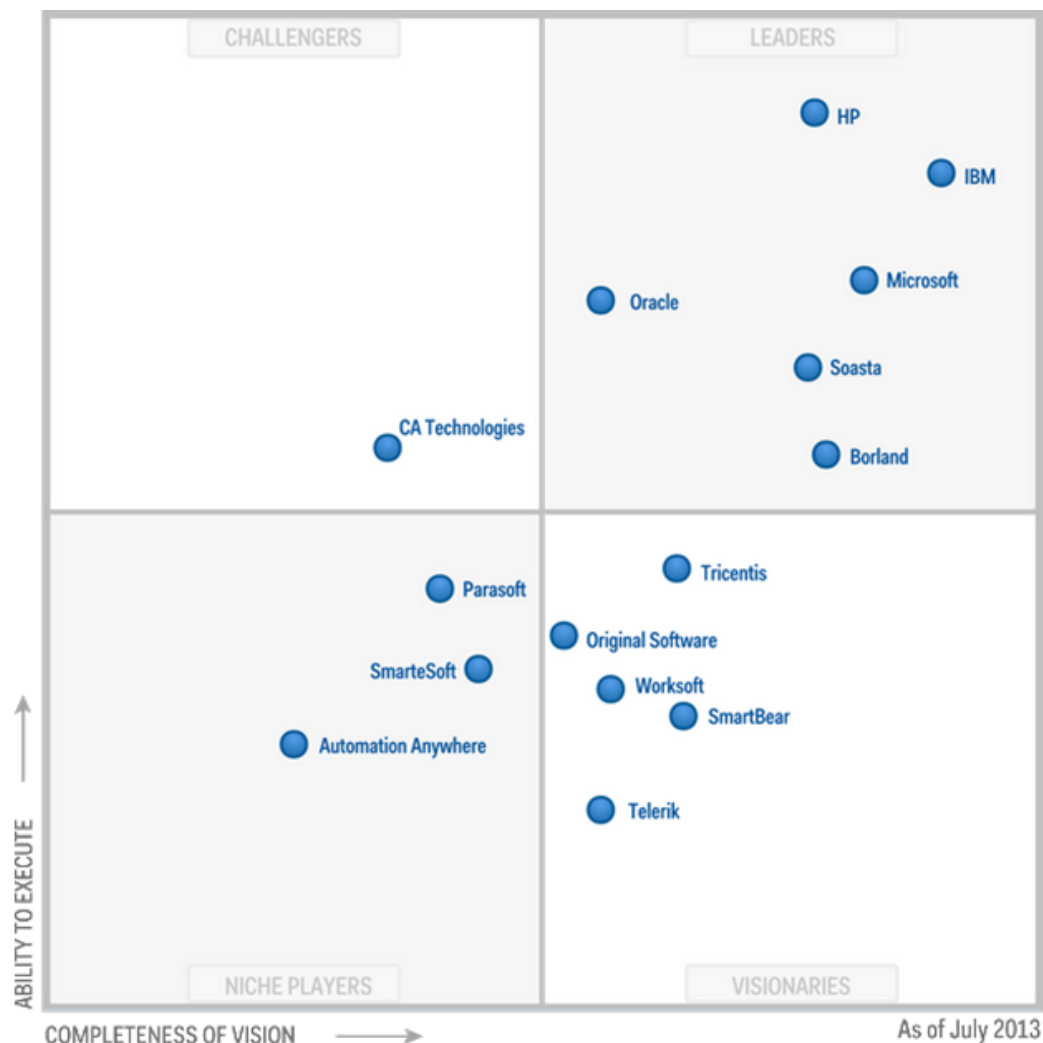 CHALLENGERS
LEADERS
HP
IBM
Microsoft
Oracle
Soasta
CA Technologies
Borland
Tricentis
Parasoft
Original Software
SmarteSoft
Worksoft
SmartBear
Automation Anywhere
Telerik
ABILITY TO EXECUTE
NICHE PLAYERS
VISIONARIES
COMPLETENESS OF VISION
As of July 2013